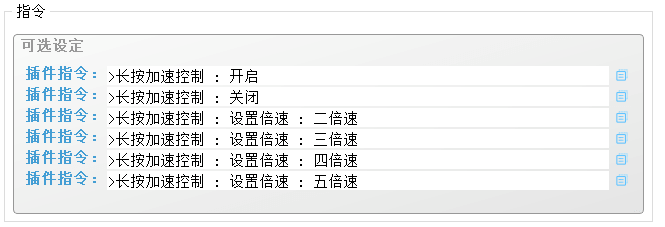 指令
可选设定
插件指令： >长按加速控制 : 开启
插件指令： >长按加速控制 : 关闭
插件指令： >长按加速控制 : 设置倍速 : 二倍速
插件指令： >长按加速控制 : 设置倍速 : 三倍速
插件指令： >长按加速控制 : 设置倍速 : 四倍速
插件指令： >长按加速控制 : 设置倍速 : 五倍速